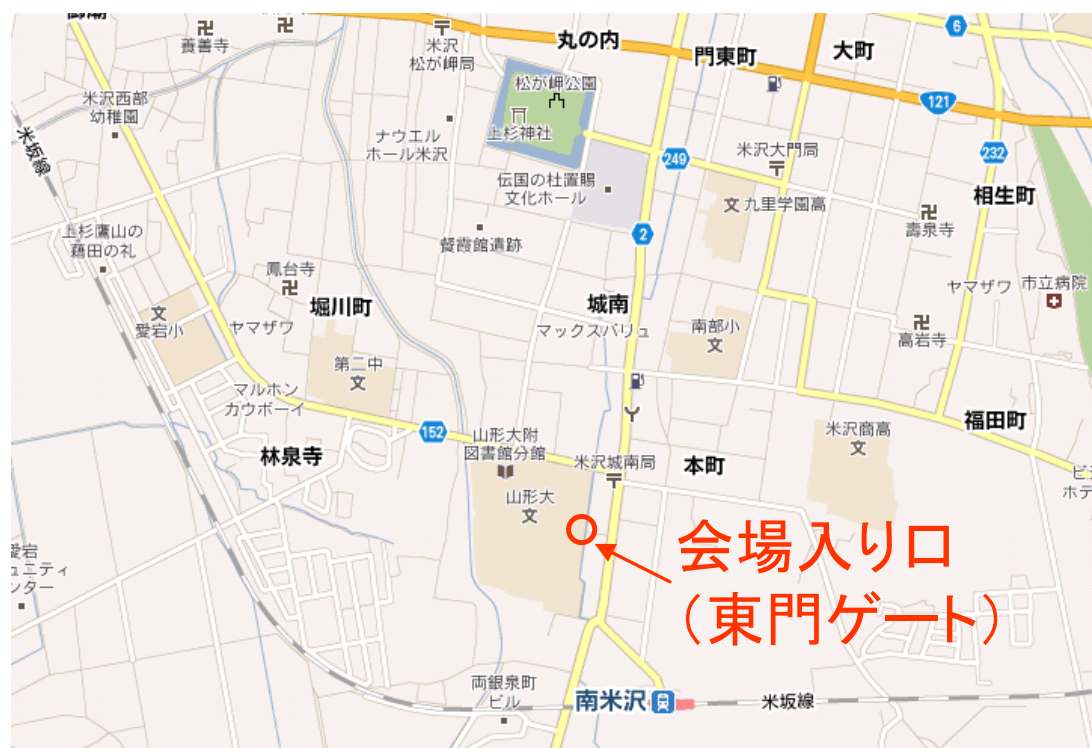 御廟
養善寺
米沢
松が岬局
丸の内
門東町
大町
6
121
松が岬公園
上杉神社
米沢西部
幼稚園
米坂線
ナウエル
ホール米沢
伝国の杜置賜
文化ホール
249
米沢大門局
232
相生町
文
九里学園高
壽泉寺
2
上杉鷹山の
籍田の礼
餐霞館遺跡
鳳台寺
堀川町
城南
マックスバリュ
南部小
文
ヤマザワ
市立病院
高岩寺
文
愛宕小
ヤマザワ
第二中
文
マルホン
カウボーイ
152
林泉寺
山形大附
図書館分館
米沢城南局
本町
米沢商高
文
福田町
ビ
ホテ
山形大
文
会場入り口
（東門ゲート）
愛宕
ュニティ
ンター
両銀泉町
ビル
南米沢
米坂線